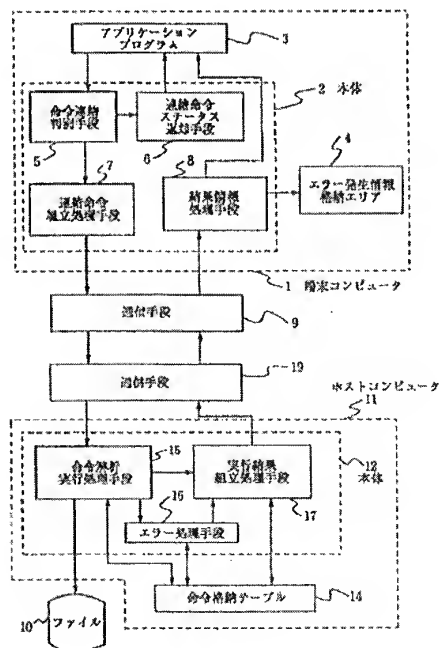 アプリケーション
プログラム
3
2 本体
命令連結
判別手段
5
連結命令
ステータス
返却手段
6
4
7
連結命令
組立処理手段
8
結果情報
処理手段
エラー発生情報
格納エリア
1 端末コンピュータ
通信手段
9
通信手段
19
ホストコンピュータ
11
命令解析
実行処理手段
15
実行結果
組立処理手段
17
12
本体
16
エラー処理手段
命令格納テーブル
14
10
ファイル